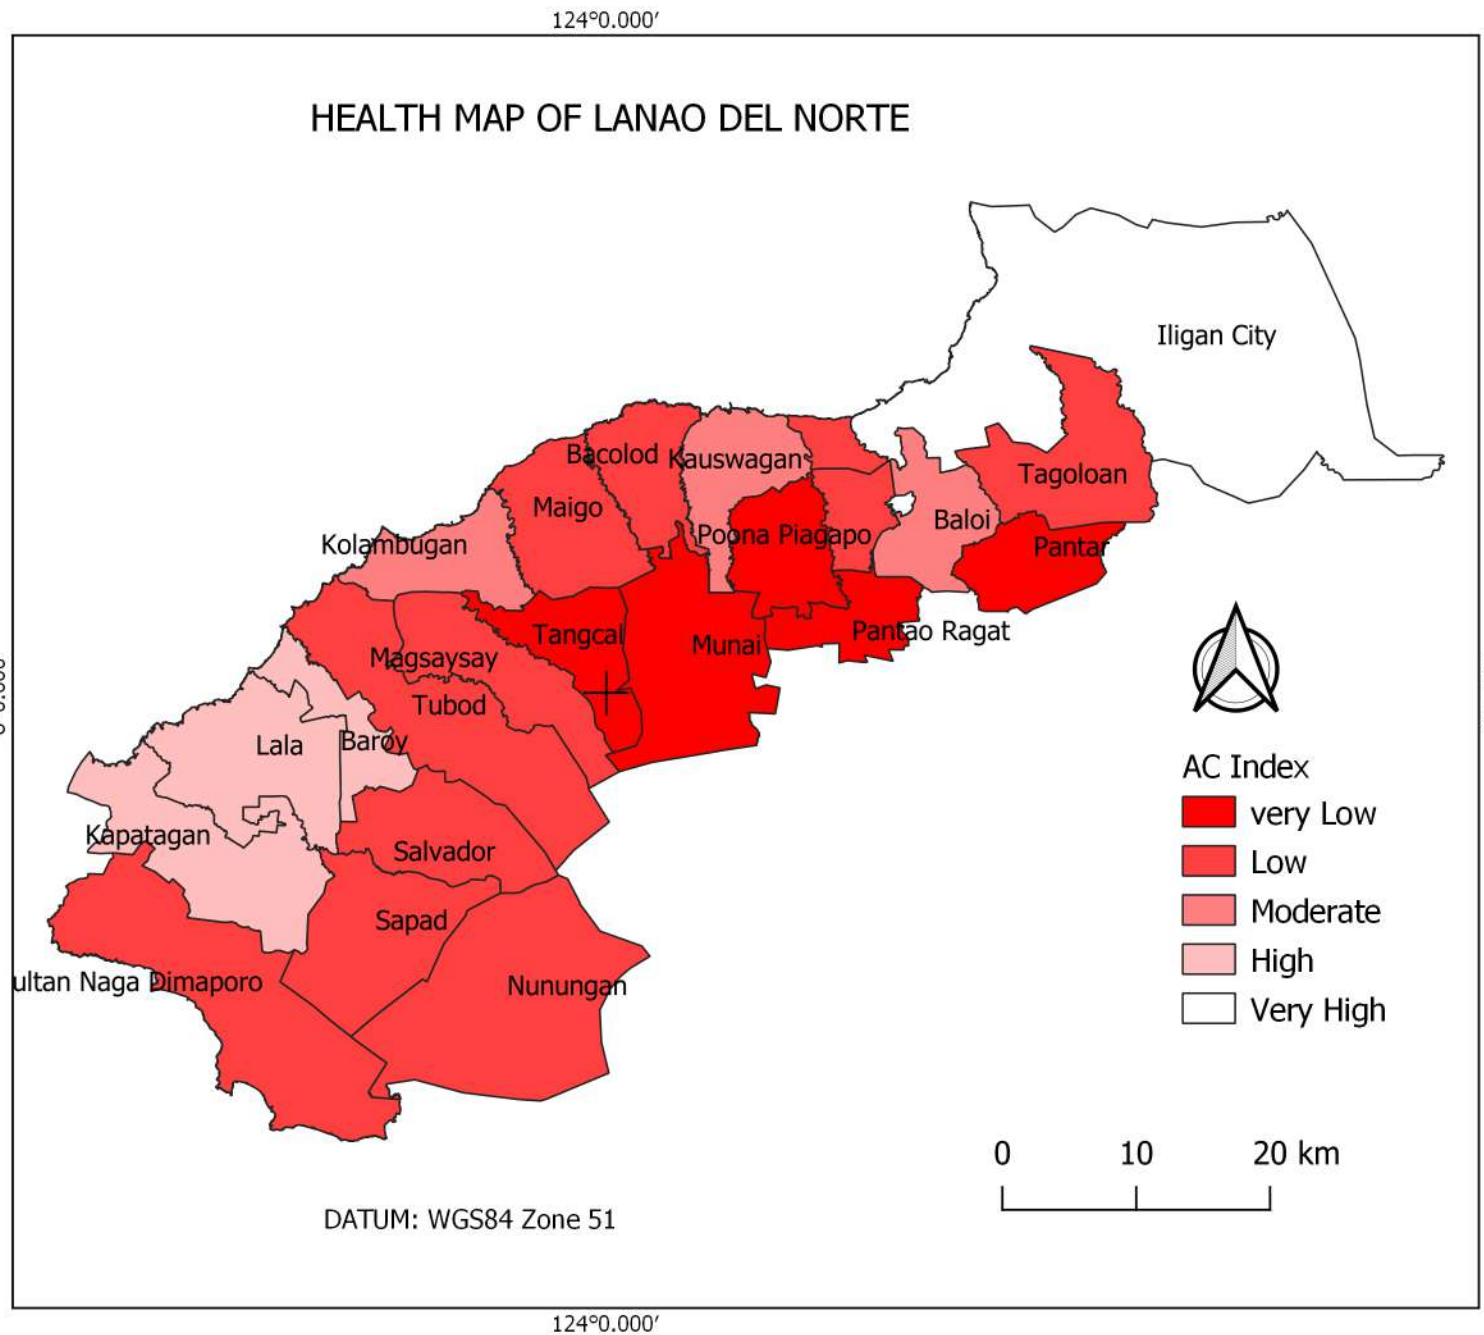 124°0.000′
HEALTH MAP OF LANAO DEL NORTE
Iligan City
Bacolod
Kauswagan
Tagoloan
Maigo
Baloi
Poona Piagapo
Kolambugan
Pantar
Tangcal
Munai
Pantao Ragat
Magsaysay
Tubod
Lala
Baroy
AC Index
very Low
Kapatagan
Salvador
Low
Sapad
Moderate
High
ultan Naga Dimaporo
Nunungan
Very High
0 10 20 km
DATUM: WGS84 Zone 51
124°0.000′